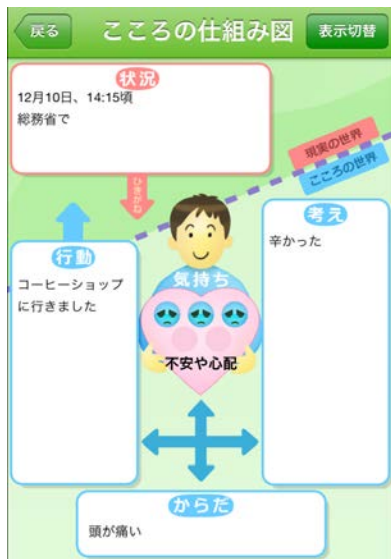 戻る
こころの仕組み図
表示切替
状況
12月10日、14:15頃
総務省で
現実の世界
こころの世界
ひきがね
行動
コーヒーショップ
に行きました
気持ち
不安や心配
考え
辛かった
からだ
頭が痛い